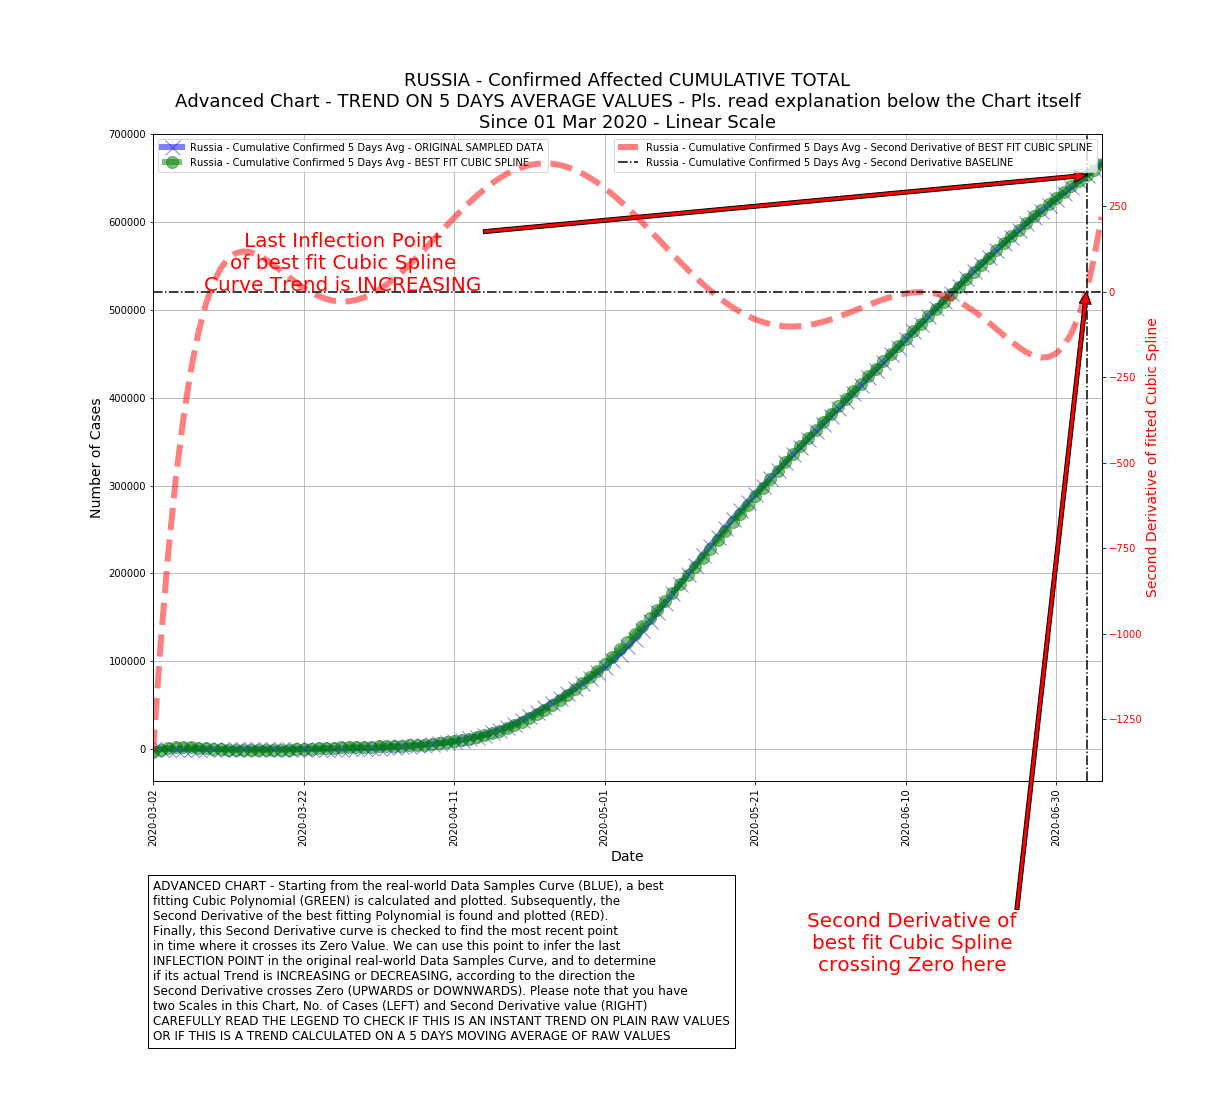 RUSSIA - Confirmed Affected CUMULATIVE TOTAL
Advanced Chart - TREND ON 5 DAYS AVERAGE VALUES - Pls. read explanation below the Chart itself
Since 01 Mar 2020 - Linear Scale
Russia - Cumulative Confirmed 5 Days Avg - ORIGINAL SAMPLED DATA
Russia - Cumulative Confirmed 5 Days Avg - BEST FIT CUBIC SPLINE
Russia - Cumulative Confirmed 5 Days Avg - Second Derivative of BEST FIT CUBIC SPLINE
Russia - Cumulative Confirmed 5 Days Avg - Second Derivative BASELINE
Last Inflection Point
of best fit Cubic Spline
Curve Trend is INCREASING
Number of Cases
700000
600000
500000
400000
300000
200000
100000
0
250
0
−250
−500
−750
−1000
−1250
Second Derivative of fitted Cubic Spline
2020-03-02
2020-03-22
2020-04-11
2020-05-01
2020-05-21
2020-06-10
2020-06-30
Date
ADVANCED CHART - Starting from the real-world Data Samples Curve (BLUE), a best
fitting Cubic Polynomial (GREEN) is calculated and plotted. Subsequently, the
Second Derivative of the best fitting Polynomial is found and plotted (RED).
Finally, this Second Derivative curve is checked to find the most recent point
in time where it crosses its Zero Value. We can use this point to infer the last
INFLECTION POINT in the original real-world Data Samples Curve, and to determine
if its actual Trend is INCREASING or DECREASING, according to the direction the
Second Derivative crosses Zero (UPWARDS or DOWNWARDS). Please note that you have
two Scales in this Chart, No. of Cases (LEFT) and Second Derivative value (RIGHT)
CAREFULLY READ THE LEGEND TO CHECK IF THIS IS AN INSTANT TREND ON PLAIN RAW VALUES
OR IF THIS IS A TREND CALCULATED ON A 5 DAYS MOVING AVERAGE OF RAW VALUES
Second Derivative of
best fit Cubic Spline
crossing Zero here